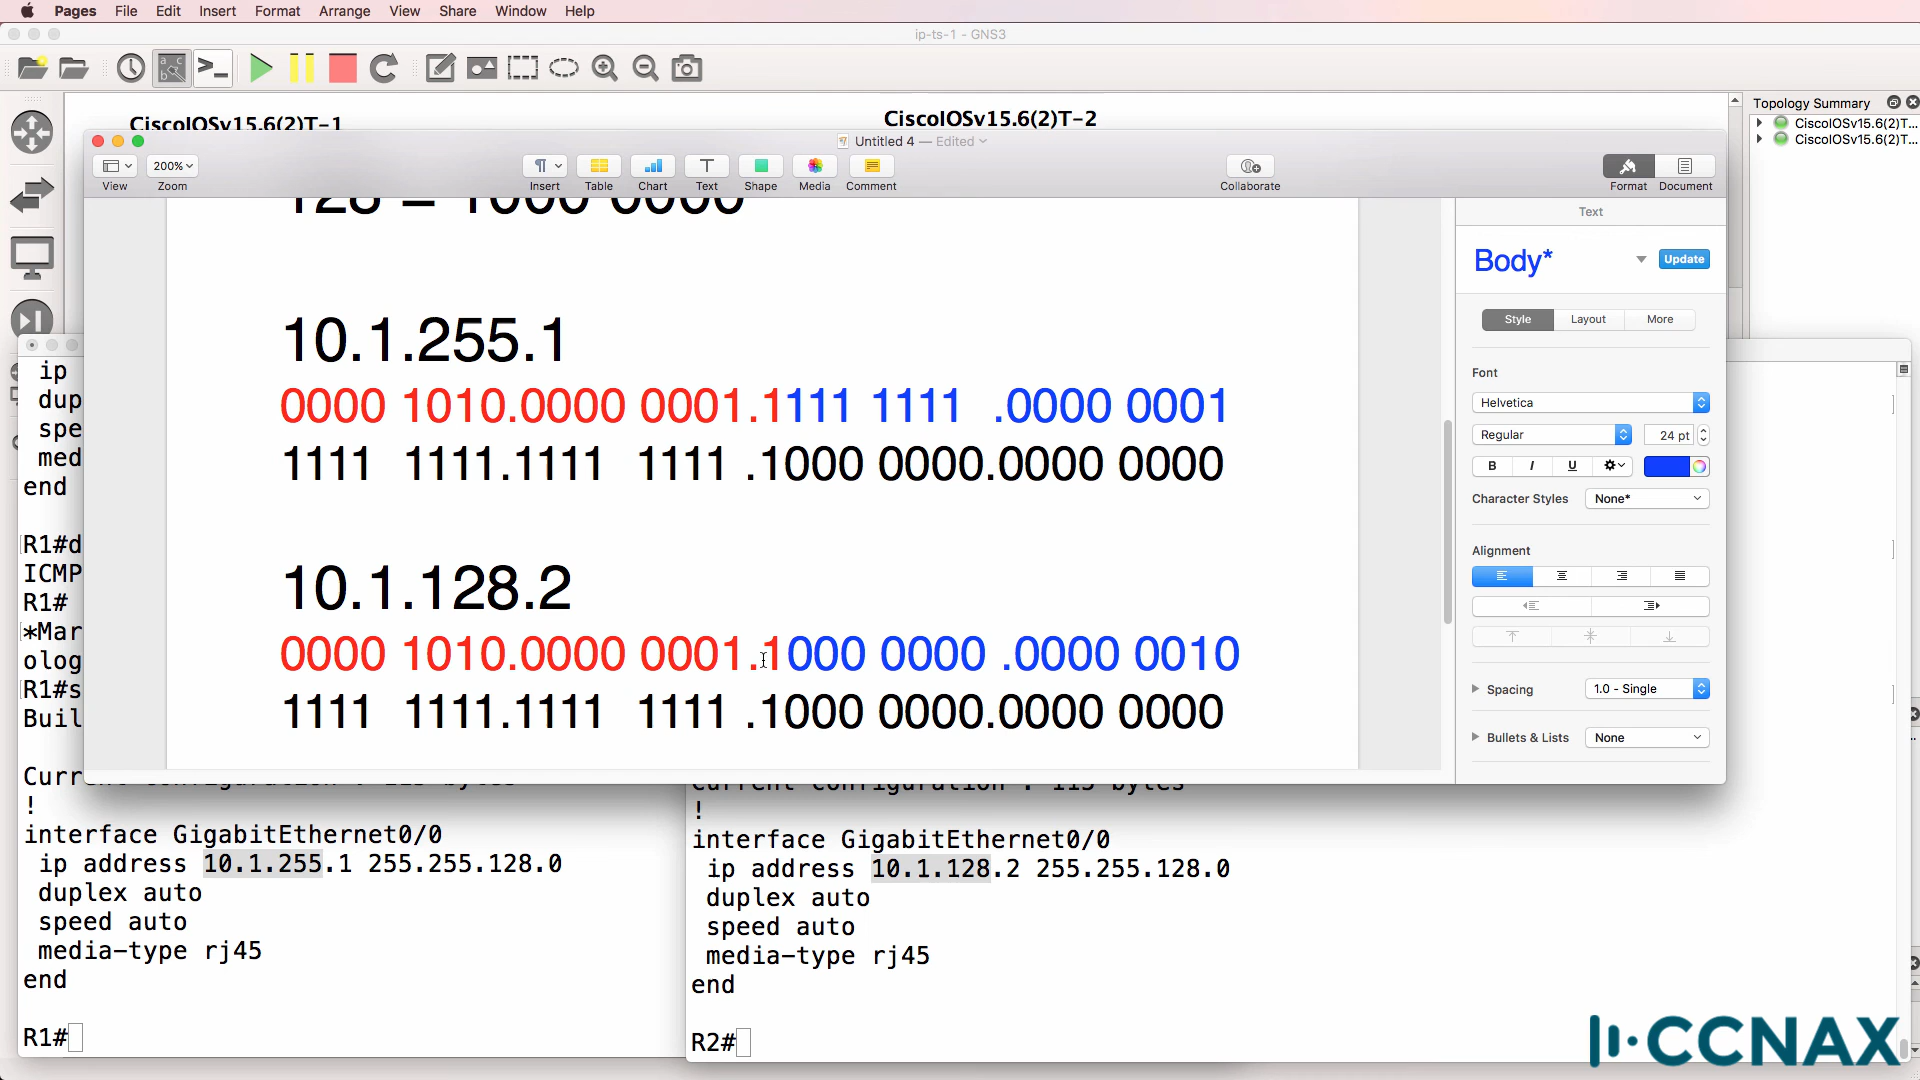 Pages File Edit Insert Format Arrange View Share Window Help
ip-ts-1 - GNS3
CiscoIOSv15.6(2)T-1
CiscoIOSv15.6(2)T-2
Topology Summary
CiscoIOSv15.6(2)T...
CiscoIOSv15.6(2)T...
Untitled 4 — Edited
200%
View Zoom Insert Table Chart Text Shape Media Comment Collaborate Format Document
128 = 1000 0000
10.1.255.1
0000 1010.0000 0001.1111 1111 .0000 0001
1111 1111.1111 1111 .1000 0000.0000 0000
10.1.128.2
0000 1010.0000 0001.1000 0000 .0000 0010
1111 1111.1111 1111 .1000 0000.0000 0000
Text
Body*
Update
Style Layout More
Font
Helvetica
Regular 24 pt
B I U
Character Styles None*
Alignment
Spacing 1.0 - Single
Bullets & Lists None
ip
dup
spe
med
end
R1#d
ICMP
R1#
*Mar
olog
R1#s
Buil
Curr
!
interface GigabitEthernet0/0
ip address 10.1.255.1 255.255.128.0
duplex auto
speed auto
media-type rj45
end
R1#
Current configuration : 115 bytes
!
interface GigabitEthernet0/0
ip address 10.1.128.2 255.255.128.0
duplex auto
speed auto
media-type rj45
end
R2#
CCNAX